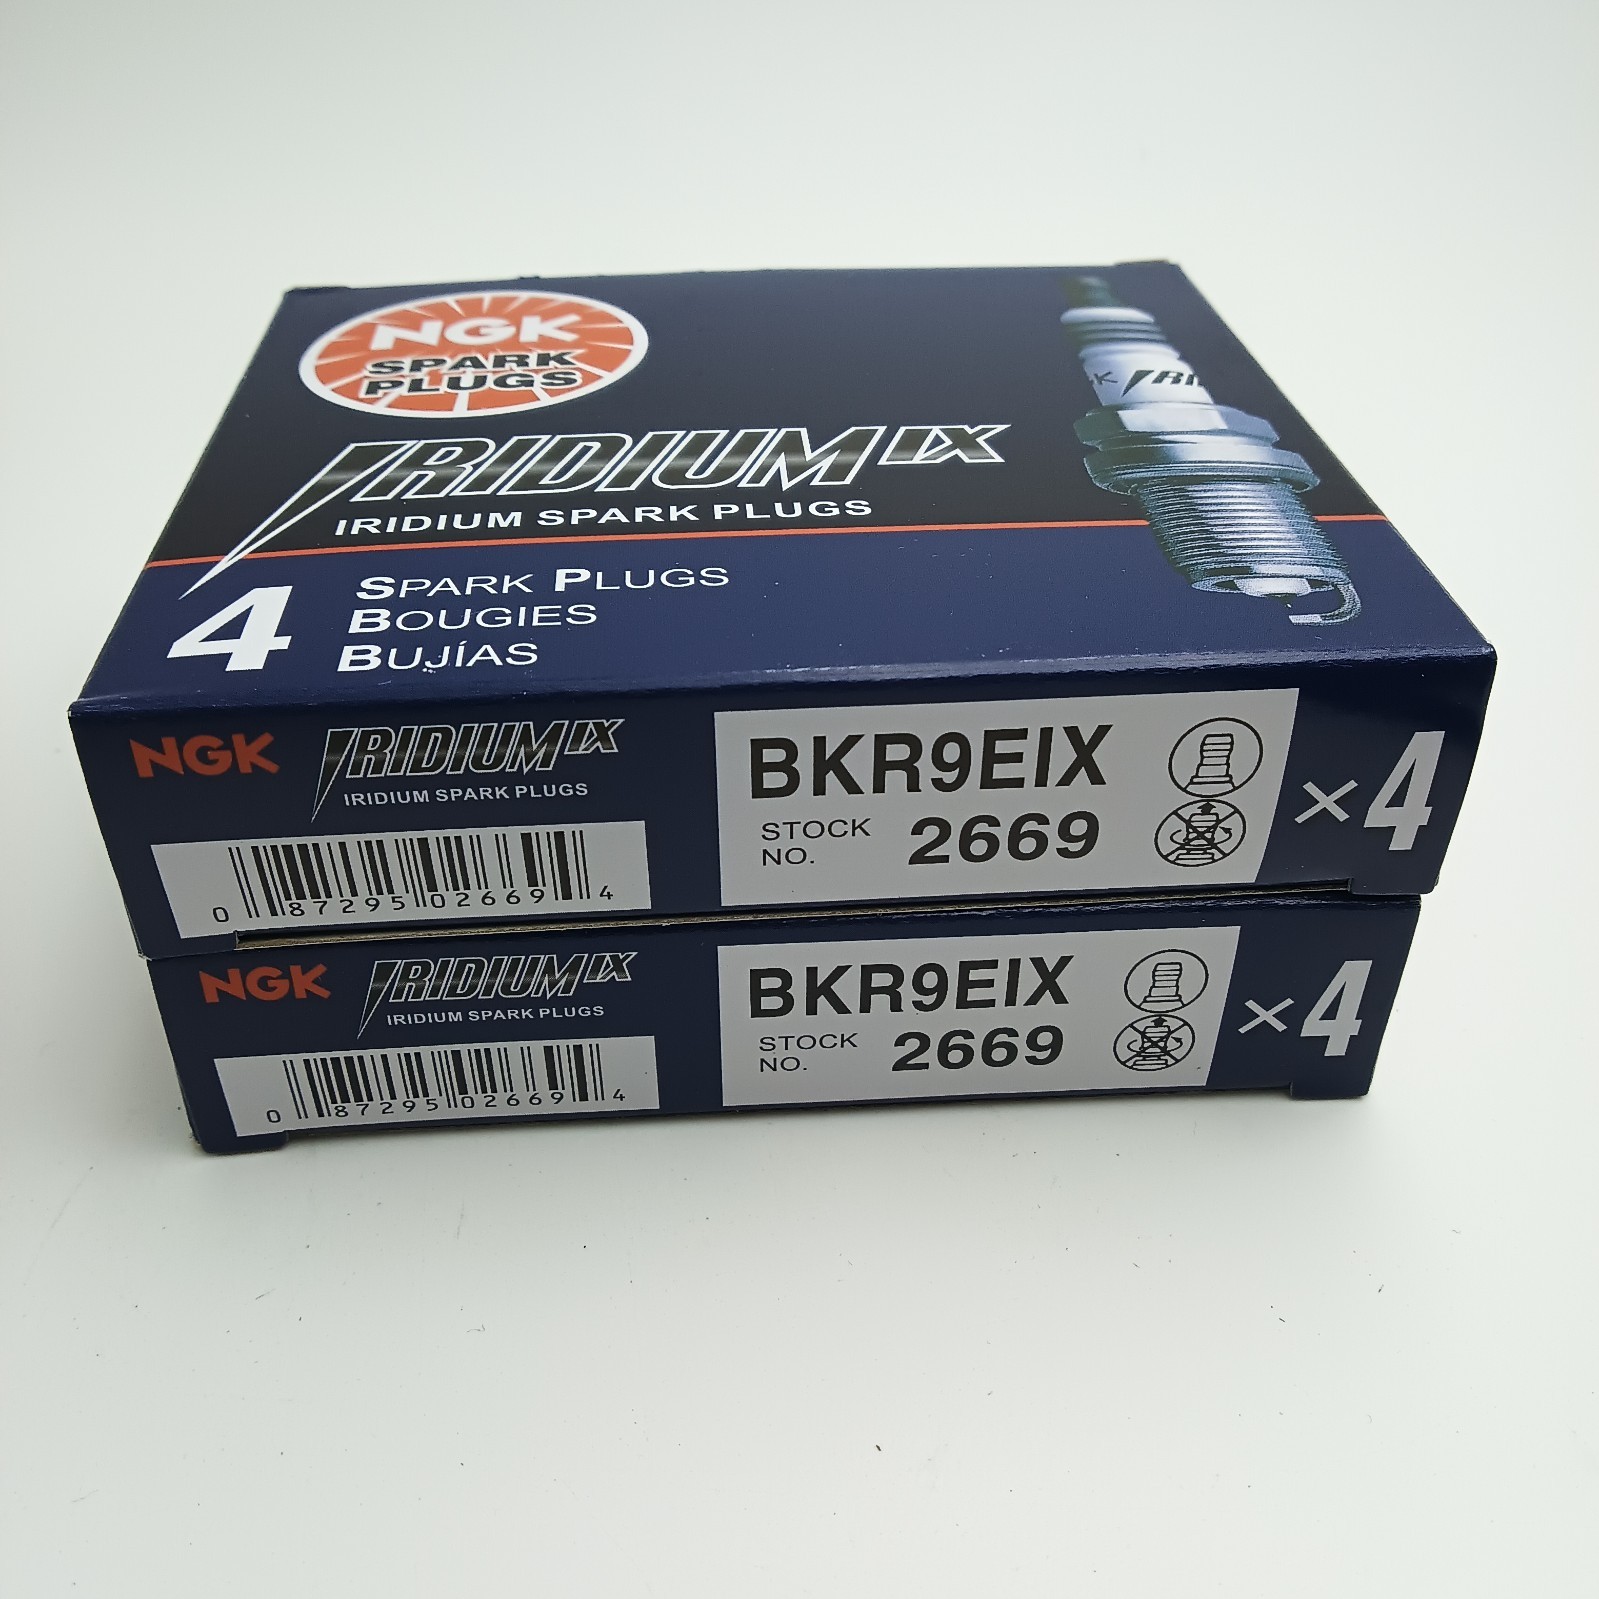 NGK
SPARK
PLUGS
IRIDIUM IX
IRIDIUM SPARK PLUGS
4 SPARK PLUGS
BOUGIES
BUJÍAS
NGK IRIDIUM IX
IRIDIUM SPARK PLUGS
0 87295 02669 4
BKR9EIX
STOCK NO. 2669
×4
NGK IRIDIUM IX
IRIDIUM SPARK PLUGS
0 87295 02669 4
BKR9EIX
STOCK NO. 2669
×4